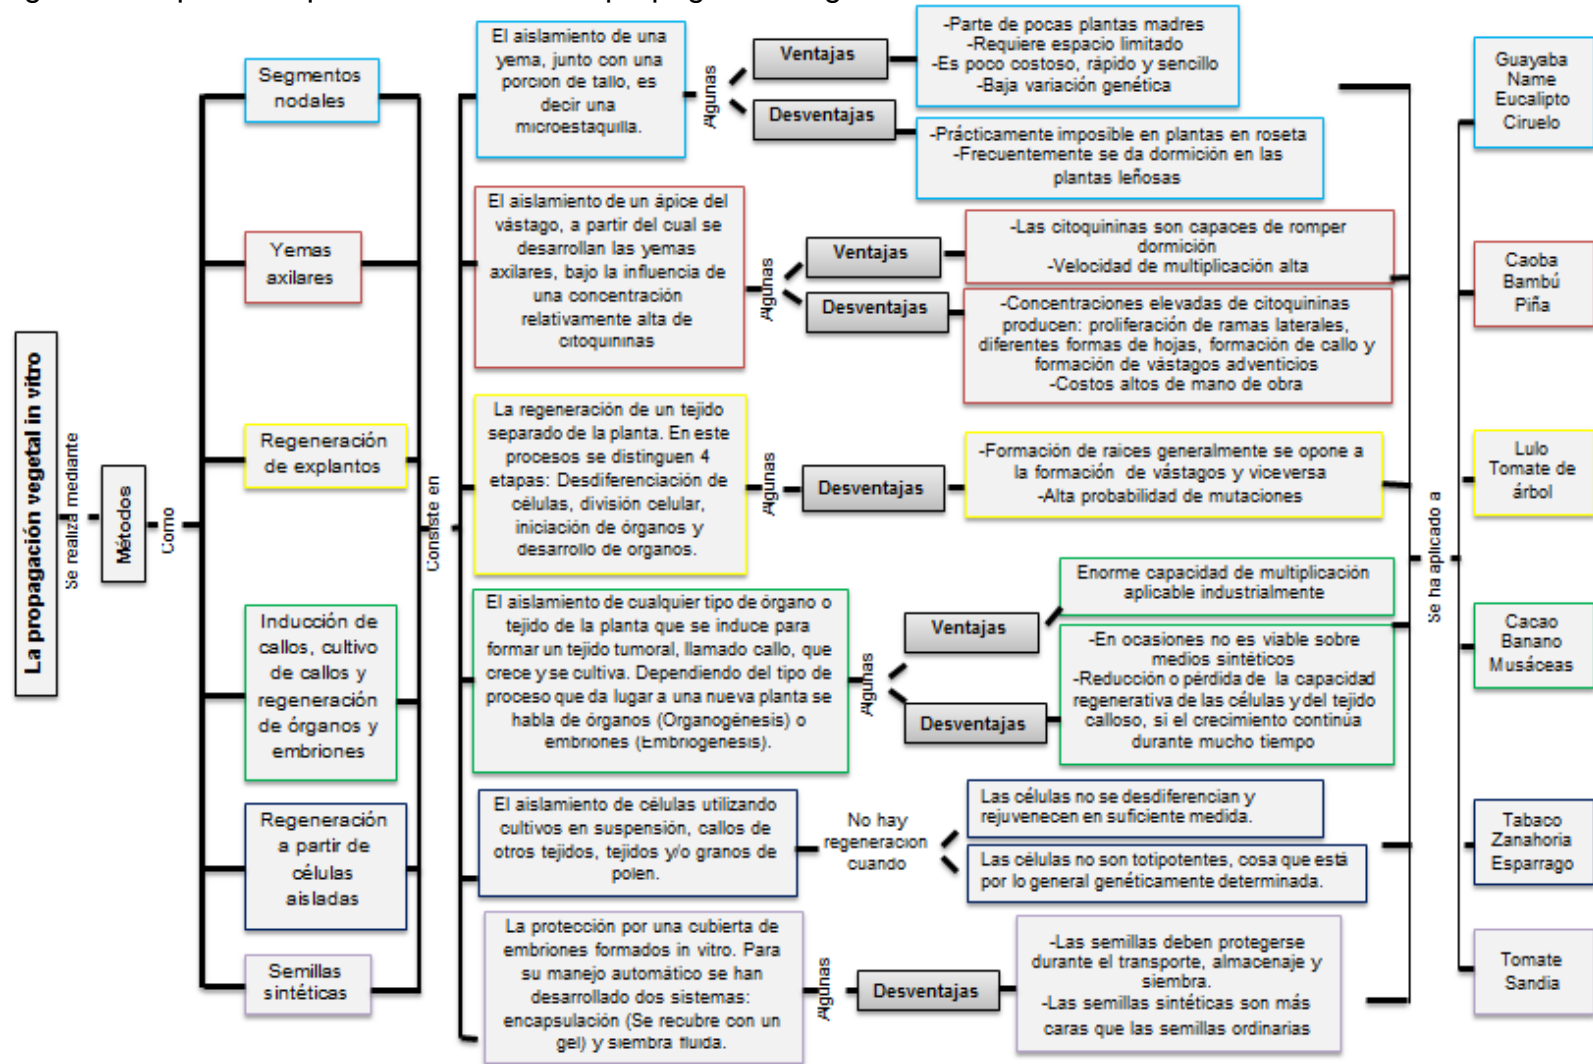 La propagación vegetal in vitro
Se realiza mediante
Métodos
Como
Segmentos
nodales
Yemas
axilares
Regeneración
de explantos
Inducción de
callos, cultivo
de callos y
regeneración
de órganos y
embriones
Regeneración
a partir de
células
aisladas
Semillas
sintéticas
Consiste en
El aislamiento de una
yema, junto con una
porcion de tallo, es
decir una
microestaquilla.
Algunas
Ventajas
-Parte de pocas plantas madres
-Requiere espacio limitado
-Es poco costoso, rápido y sencillo
-Baja variación genética
Desventajas
-Prácticamente imposible en plantas en roseta
-Frecuentemente se da dormición en las
plantas leñosas
El aislamiento de un ápice del
vástago, a partir del cual se
desarrollan las yemas
axilares, bajo la influencia de
una concentración
relativamente alta de
citoquininas
Algunas
Ventajas
-Las citoquininas son capaces de romper
dormición
-Velocidad de multiplicación alta
Desventajas
-Concentraciones elevadas de citoquininas
producen: proliferación de ramas laterales,
diferentes formas de hojas, formación de callo y
formación de vástagos adventicios
-Costos altos de mano de obra
La regeneración de un tejido
separado de la planta. En este
procesos se distinguen 4
etapas: Desdiferenciación de
células, división celular,
iniciación de órganos y
desarrollo de organos.
Algunas
Desventajas
-Formación de raices generalmente se opone a
la formación de vástagos y viceversa
-Alta probabilidad de mutaciones
El aislamiento de cualquier tipo de órgano o
tejido de la planta que se induce para
formar un tejido tumoral, llamado callo, que
crece y se cultiva. Dependiendo del tipo de
proceso que da lugar a una nueva planta se
habla de órganos (Organogénesis) o
embriones (Embriogenesis).
Algunas
Ventajas
Enorme capacidad de multiplicación
aplicable industrialmente
Desventajas
-En ocasiones no es viable sobre
medios sintéticos
-Reducción o pérdida de la capacidad
regenerativa de las células y del tejido
calloso, si el crecimiento continúa
durante mucho tiempo
El aislamiento de células utilizando
cultivos en suspensión, callos de
otros tejidos, tejidos y/o granos de
polen.
No hay
regeneracion
cuando
Las células no se desdiferencian y
rejuvenecen en suficiente medida.
Las células no son totipotentes, cosa que está
por lo general genéticamente determinada.
La protección por una cubierta de
embriones formados in vitro. Para
su manejo automático se han
desarrollado dos sistemas:
encapsulación (Se recubre con un
gel) y siembra fluida.
Algunas
Desventajas
-Las semillas deben protegerse
durante el transporte, almacenaje y
siembra.
-Las semillas sintéticas son más
caras que las semillas ordinarias
Se ha aplicado a
Guayaba
Name
Eucalipto
Ciruelo
Caoba
Bambú
Piña
Lulo
Tomate de
árbol
Cacao
Banano
Musáceas
Tabaco
Zanahoria
Esparrago
Tomate
Sandia